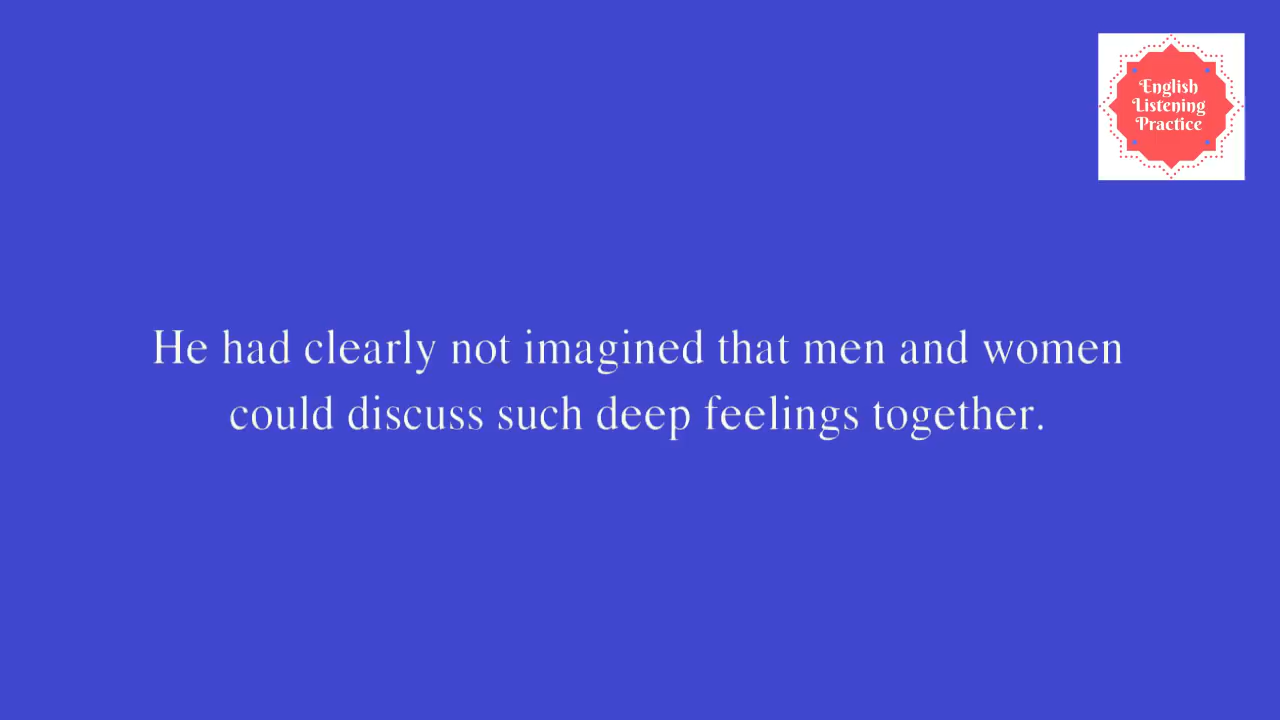 English
Listening
Practice
He had clearly not imagined that men and women
could discuss such deep feelings together.